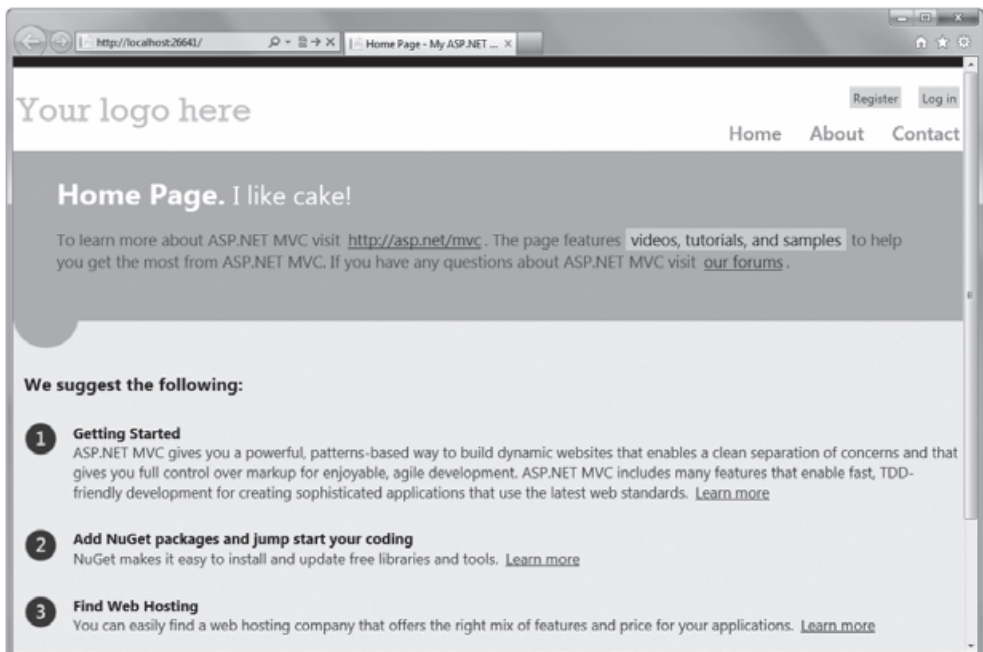 http://localhost:26641/
Home Page - My ASP.NET ...
Your logo here
Register Log in
Home About Contact
Home Page. I like cake!
To learn more about ASP.NET MVC visit http://asp.net/mvc. The page features videos, tutorials, and samples to help
you get the most from ASP.NET MVC. If you have any questions about ASP.NET MVC visit our forums.
We suggest the following:
1 Getting Started
ASP.NET MVC gives you a powerful, patterns-based way to build dynamic websites that enables a clean separation of concerns and that
gives you full control over markup for enjoyable, agile development. ASP.NET MVC includes many features that enable fast, TDD-
friendly development for creating sophisticated applications that use the latest web standards. Learn more
2 Add NuGet packages and jump start your coding
NuGet makes it easy to install and update free libraries and tools. Learn more
3 Find Web Hosting
You can easily find a web hosting company that offers the right mix of features and price for your applications. Learn more